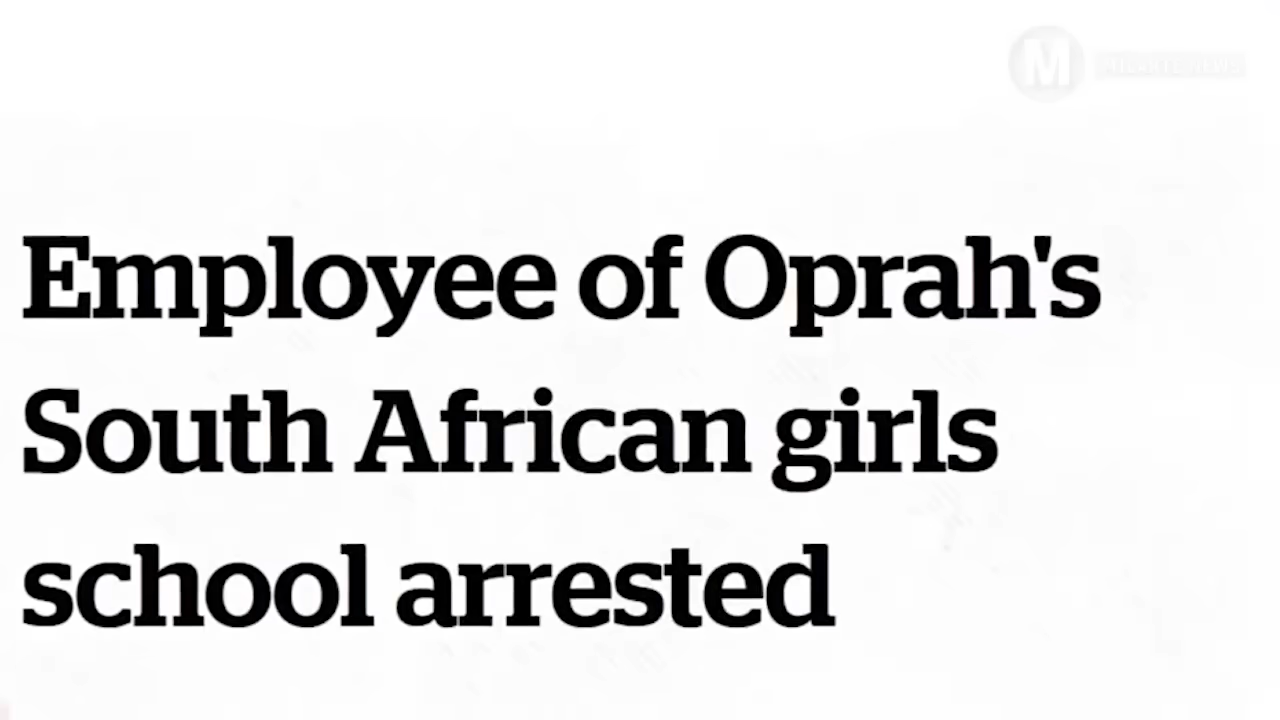 M
Employee of Oprah's
South African girls
school arrested